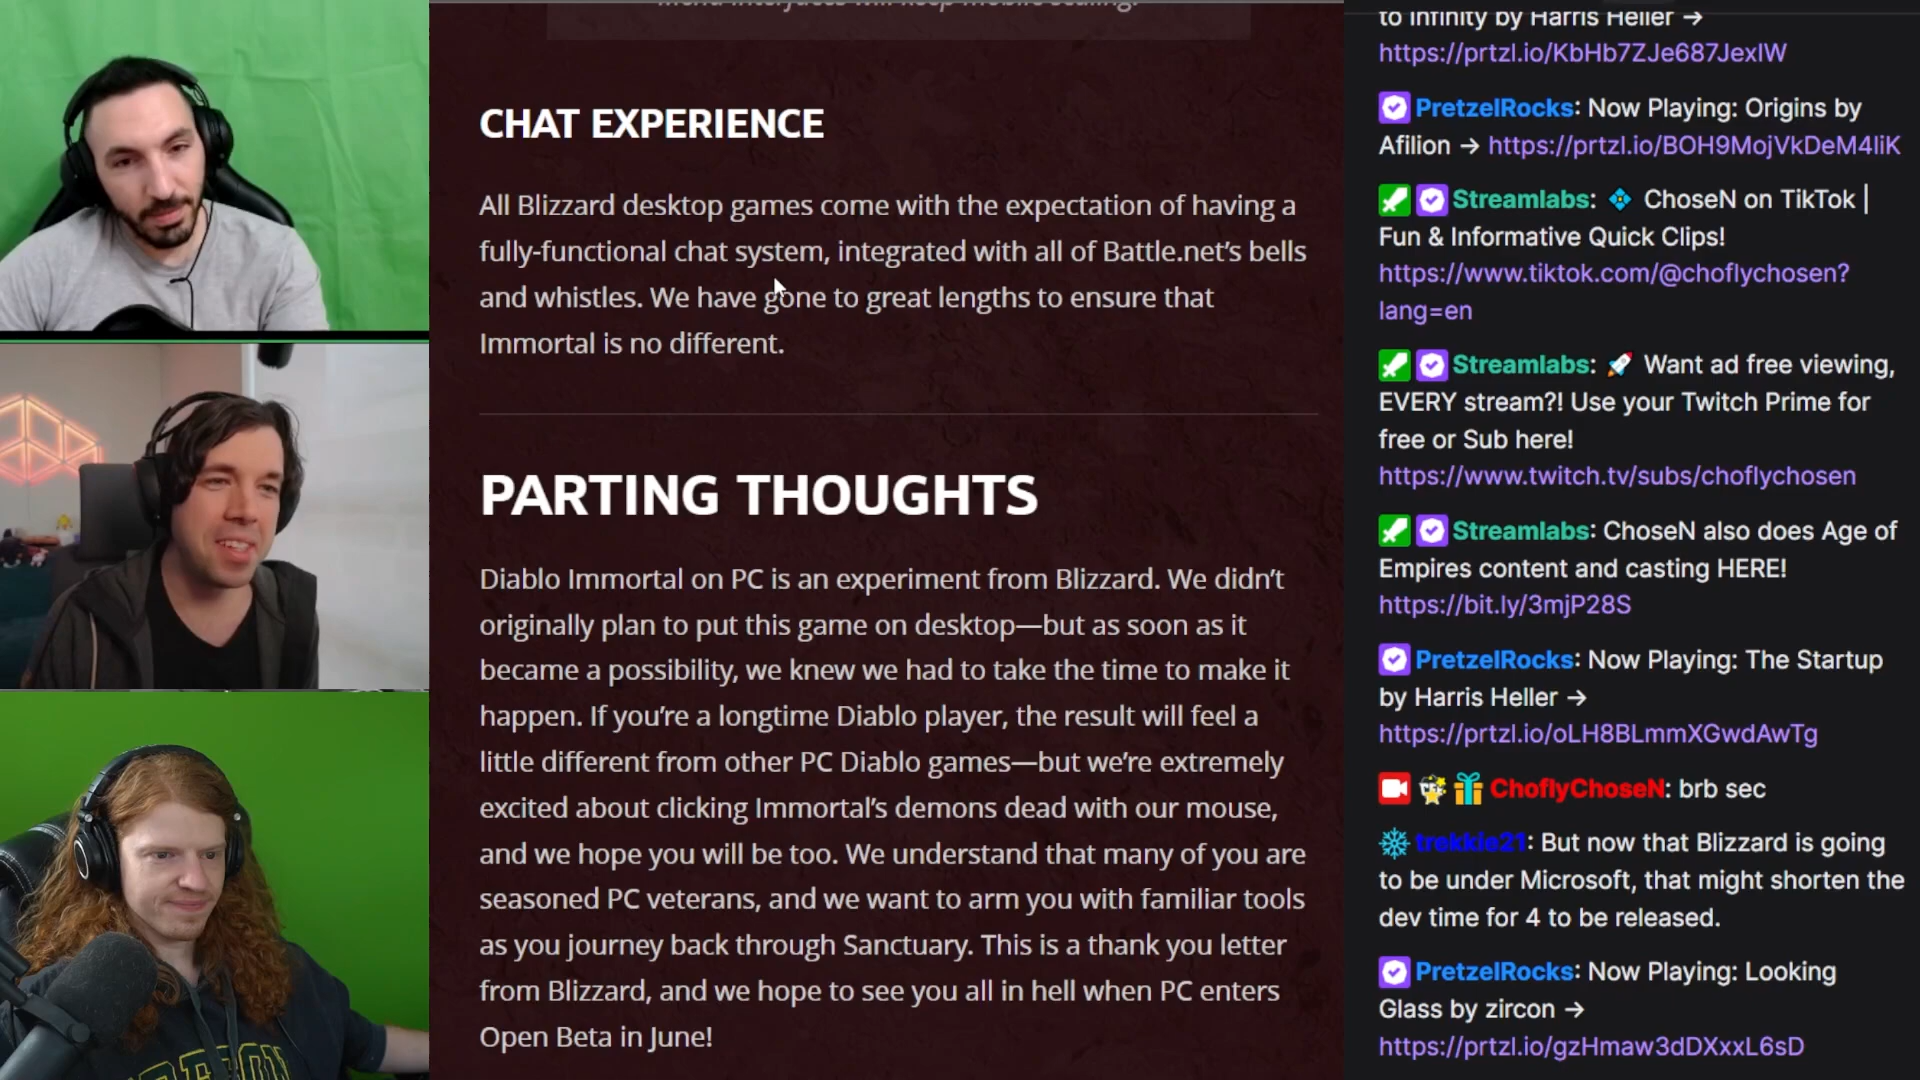 Menu interfaces will keep mobile scaling.
CHAT EXPERIENCE
All Blizzard desktop games come with the expectation of having a
fully-functional chat system, integrated with all of Battle.net’s bells
and whistles. We have gone to great lengths to ensure that
Immortal is no different.
PARTING THOUGHTS
Diablo Immortal on PC is an experiment from Blizzard. We didn’t
originally plan to put this game on desktop—but as soon as it
became a possibility, we knew we had to take the time to make it
happen. If you’re a longtime Diablo player, the result will feel a
little different from other PC Diablo games—but we’re extremely
excited about clicking Immortal’s demons dead with our mouse,
and we hope you will be too. We understand that many of you are
seasoned PC veterans, and we want to arm you with familiar tools
as you journey back through Sanctuary. This is a thank you letter
from Blizzard, and we hope to see you all in hell when PC enters
Open Beta in June!
to infinity by Harris Heller →
https://prtzl.io/KbHb7ZJe687JexIW
PretzelRocks: Now Playing: Origins by
Afilion → https://prtzl.io/BOH9MojVkDeM4liK
Streamlabs: ChoseN on TikTok |
Fun & Informative Quick Clips!
https://www.tiktok.com/@choflychosen?
lang=en
Streamlabs: Want ad free viewing,
EVERY stream?! Use your Twitch Prime for
free or Sub here!
https://www.twitch.tv/subs/choflychosen
Streamlabs: ChoseN also does Age of
Empires content and casting HERE!
https://bit.ly/3mjP28S
PretzelRocks: Now Playing: The Startup
by Harris Heller →
https://prtzl.io/oLH8BLmmXGwdAwTg
ChoflyChoseN: brb sec
trekkie21: But now that Blizzard is going
to be under Microsoft, that might shorten the
dev time for 4 to be released.
PretzelRocks: Now Playing: Looking
Glass by zircon →
https://prtzl.io/gzHmaw3dDXxxL6sD